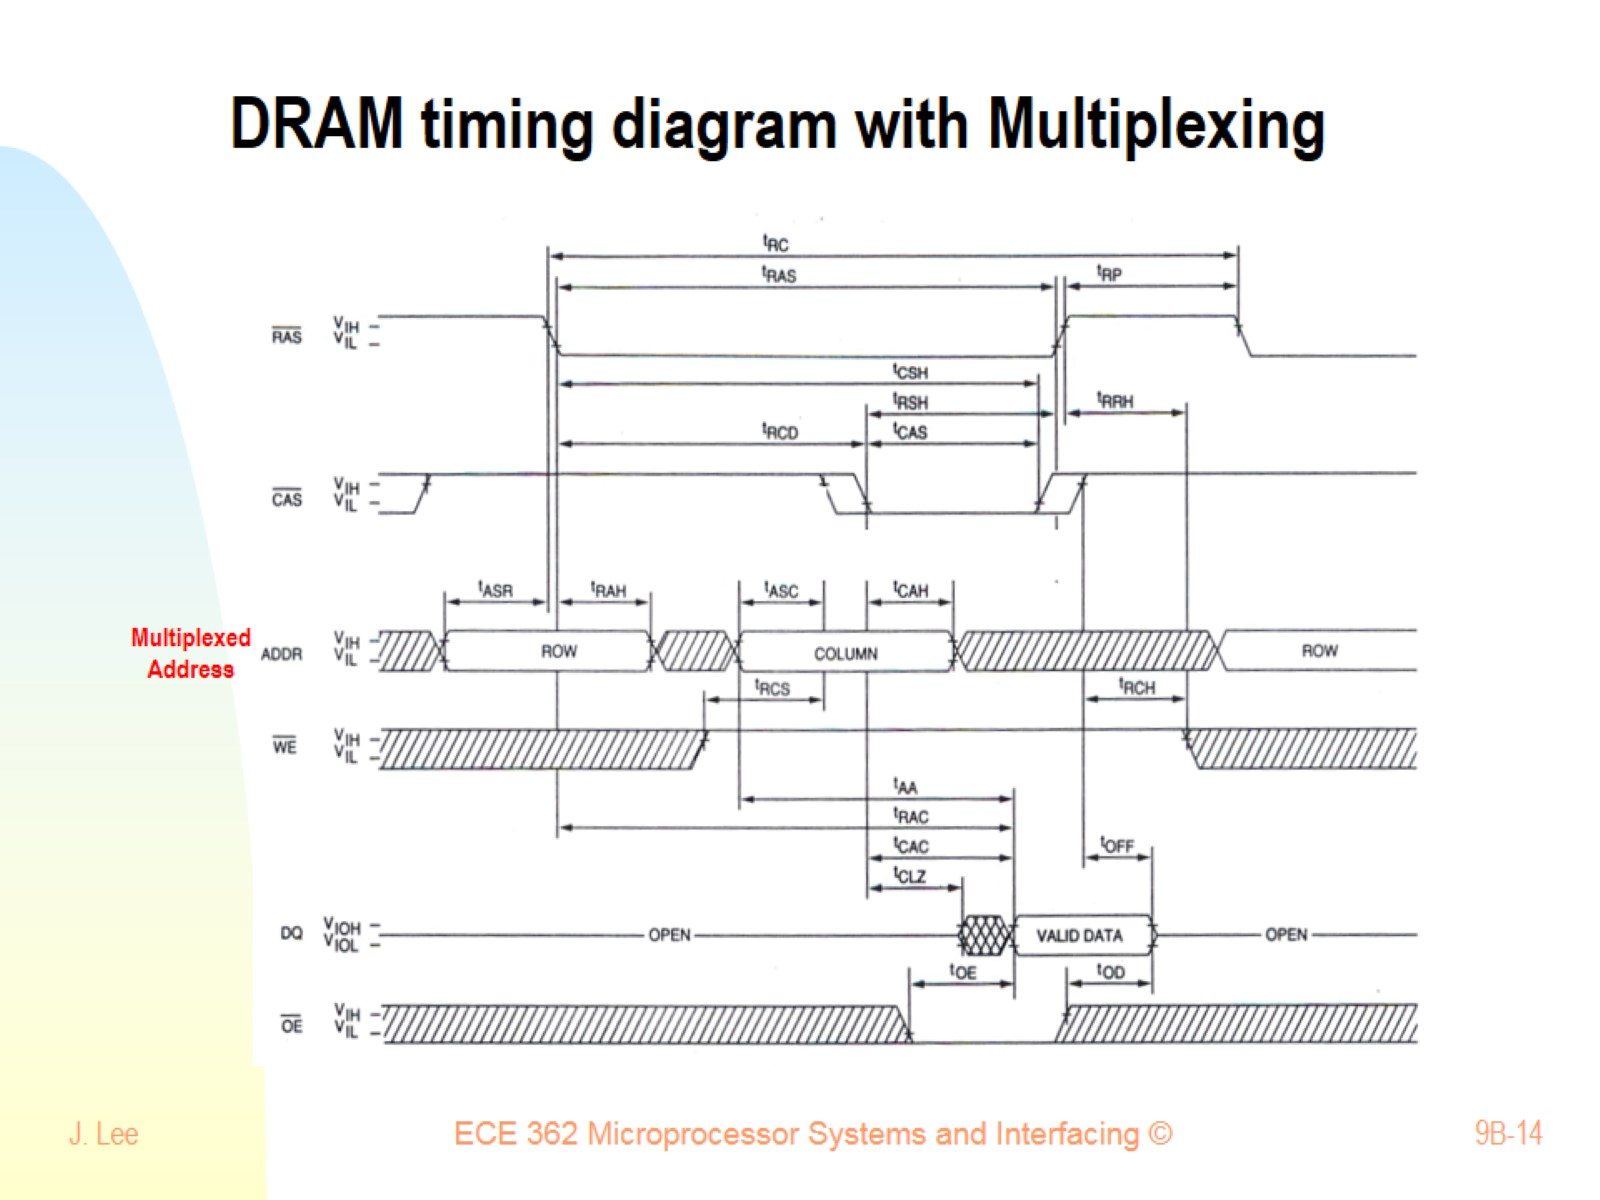 DRAM timing diagram with Multiplexing
tRC
tRAS
tRP
RAS VIH VIL
tCSH
tRSH
tRRH
tRCD
tCAS
CAS VIH VIL
tASR
tRAH
tASC
tCAH
Multiplexed
Address
ADDR VIH VIL
ROW
COLUMN
ROW
tRCS
tRCH
WE VIH VIL
tAA
tRAC
tCAC
tOFF
tCLZ
DQ VIOH VIOL
OPEN
VALID DATA
OPEN
tOE
tOD
OE VIH VIL
J. Lee
ECE 362 Microprocessor Systems and Interfacing ©
9B-14